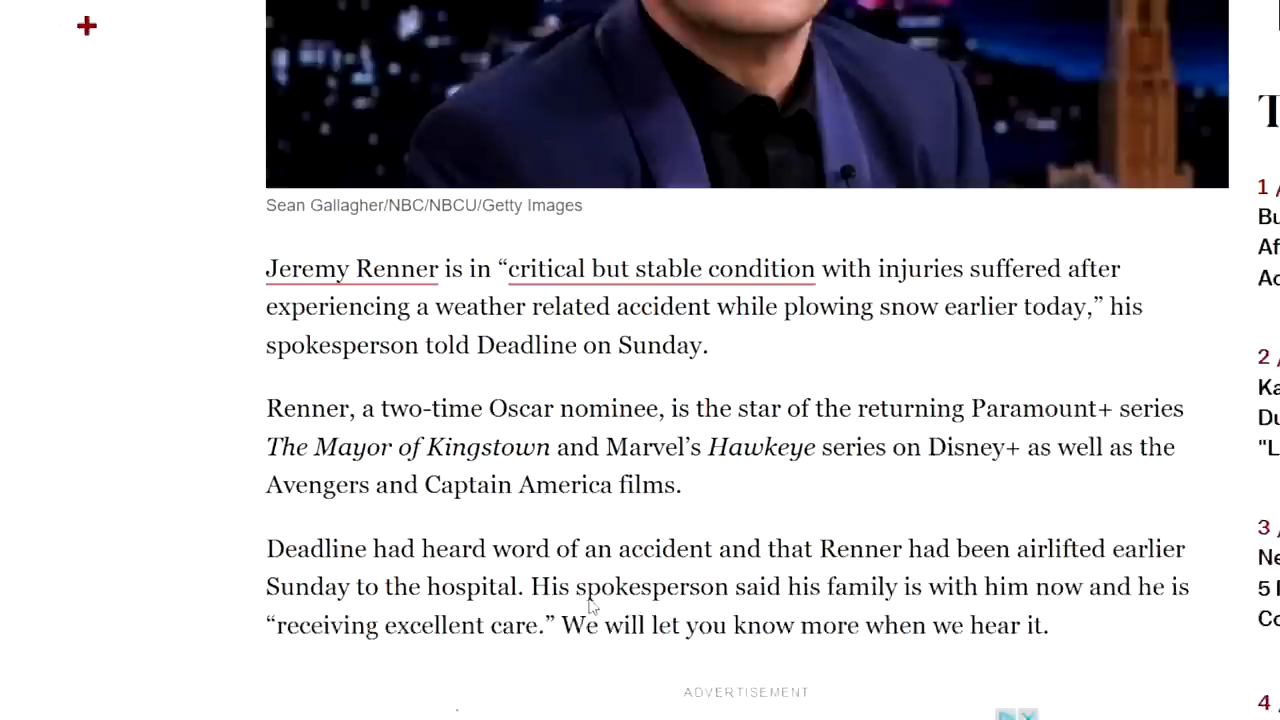 Sean Gallagher/NBC/NBCU/Getty Images
Jeremy Renner is in “critical but stable condition with injuries suffered after
experiencing a weather related accident while plowing snow earlier today,” his
spokesperson told Deadline on Sunday.
Renner, a two-time Oscar nominee, is the star of the returning Paramount+ series
The Mayor of Kingstown and Marvel’s Hawkeye series on Disney+ as well as the
Avengers and Captain America films.
Deadline had heard word of an accident and that Renner had been airlifted earlier
Sunday to the hospital. His spokesperson said his family is with him now and he is
“receiving excellent care.” We will let you know more when we hear it.
ADVERTISEMENT
1
2
3
5
4